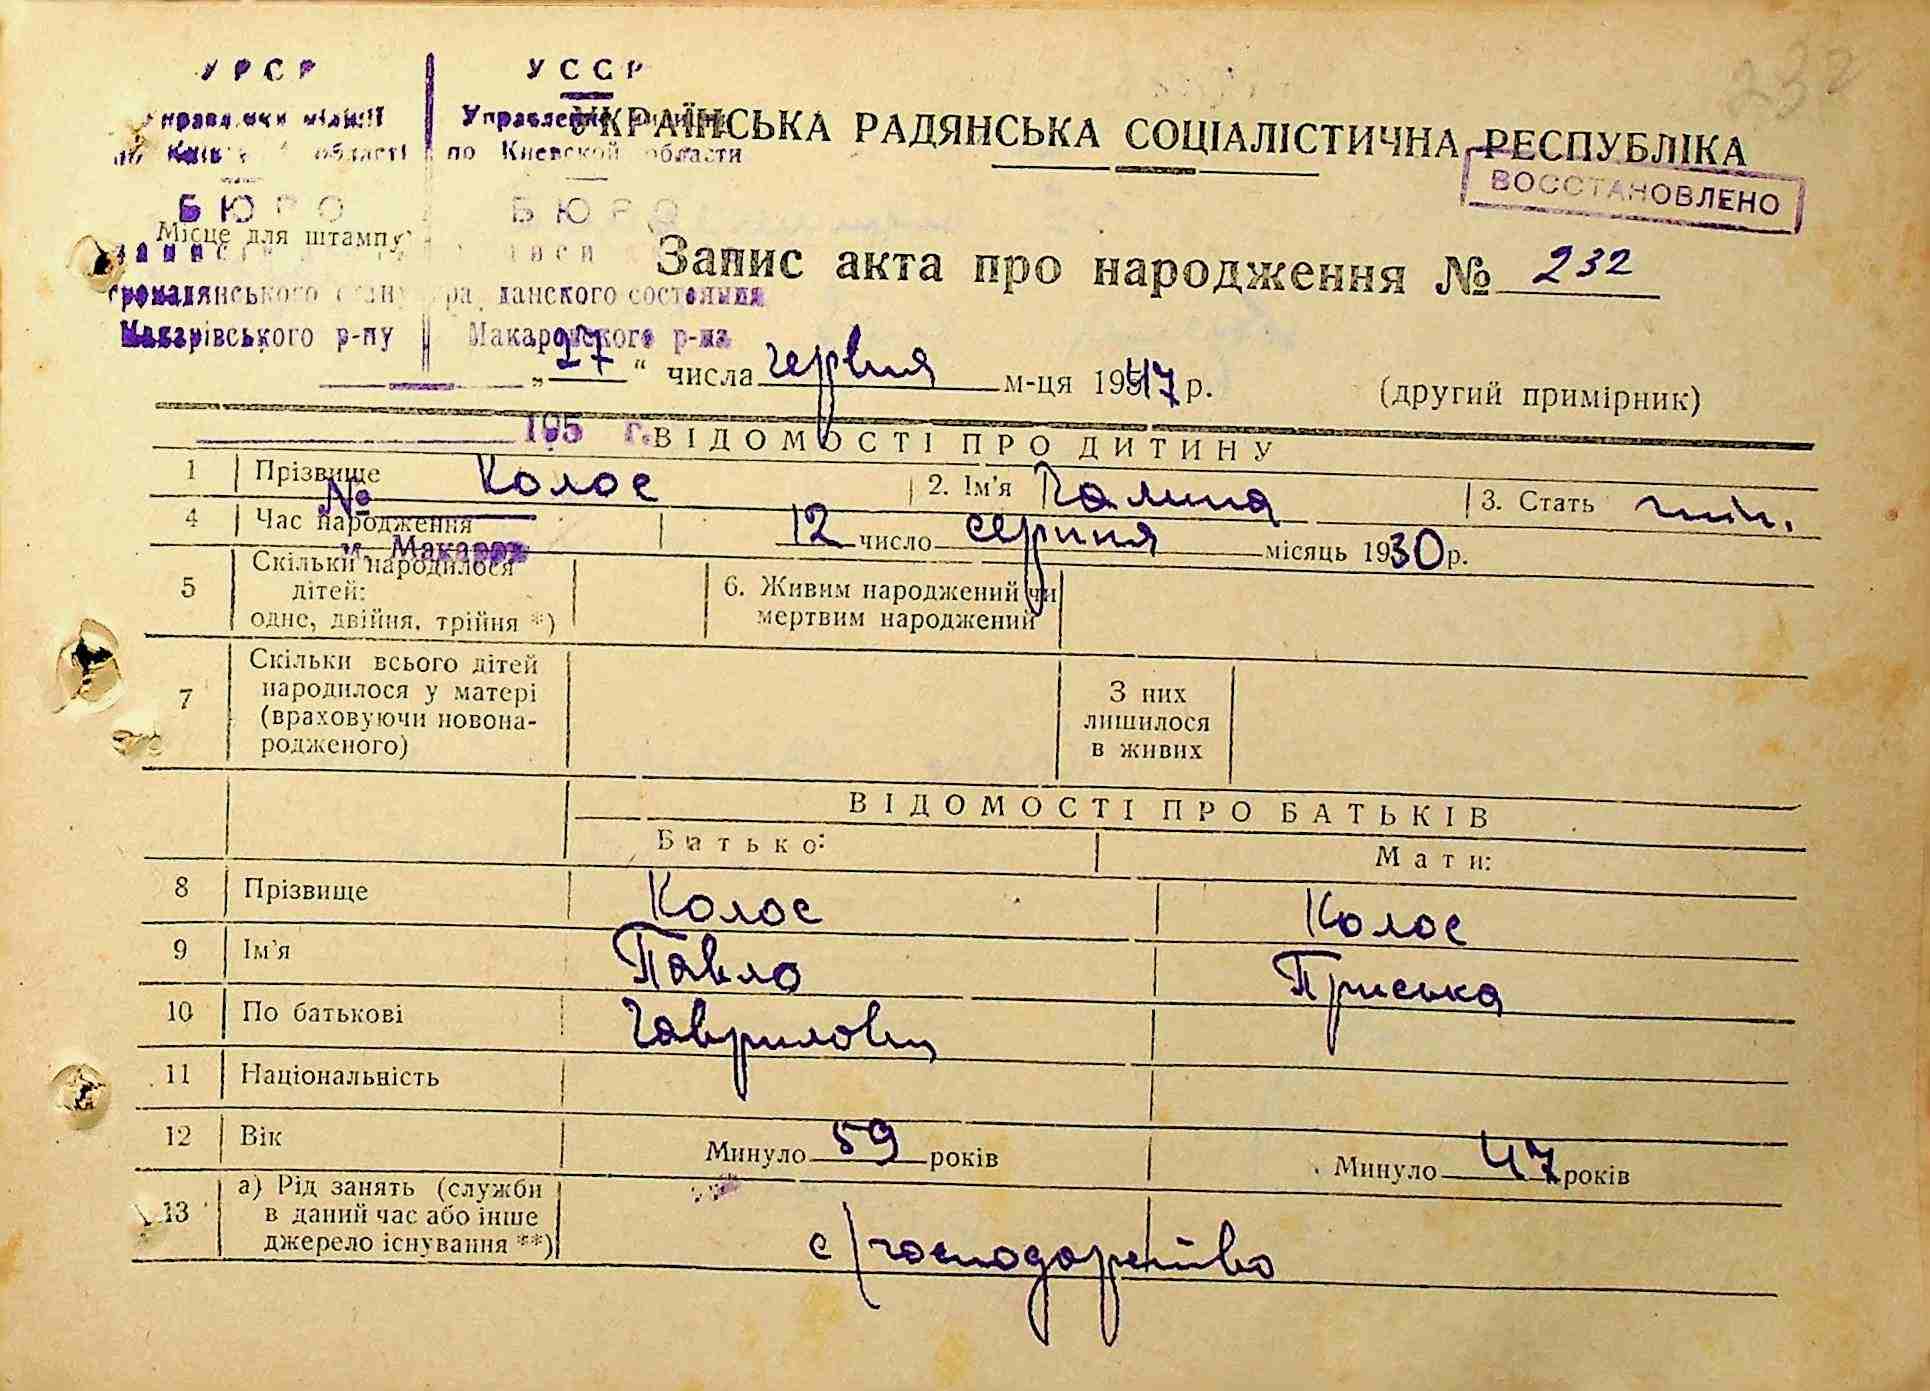 232
УРСР УССР
Управління міліції Управление милиции
по Київській області по Киевской области
УКРАЇНСЬКА РАДЯНСЬКА СОЦІАЛІСТИЧНА РЕСПУБЛІКА
ВОССТАНОВЛЕНО
БЮРО БЮРО
Місце для штампу
Запис акта про народження № 232
громадянського стану гражданского состояния
Макарівського р-ну Макаровского р-на
„27“ числа червня м-ця 1947 р. (другий примірник)
195 г.
ВІДОМОСТІ ПРО ДИТИНУ
1 Прізвище Колос 2. Ім'я Галина 3. Стать жін.
№
4 Час народження 12 число серпня місяць 1930 р.
м. Макаров
5 Скільки народилося дітей: одне, двійня, трійня *) 6. Живим народжений чи мертвим народжений
7 Скільки всього дітей народилося у матері (враховуючи новонародженого) З них лишилося в живих
ВІДОМОСТІ ПРО БАТЬКІВ
Батько: Мати:
8 Прізвище Колос Колос
9 Ім'я Павло Приська
10 По батькові Гаврилович
11 Національність
12 Вік Минуло 59 років Минуло 47 років
13 а) Рід занять (служби в даний час або інше джерело існування **) с/господарство